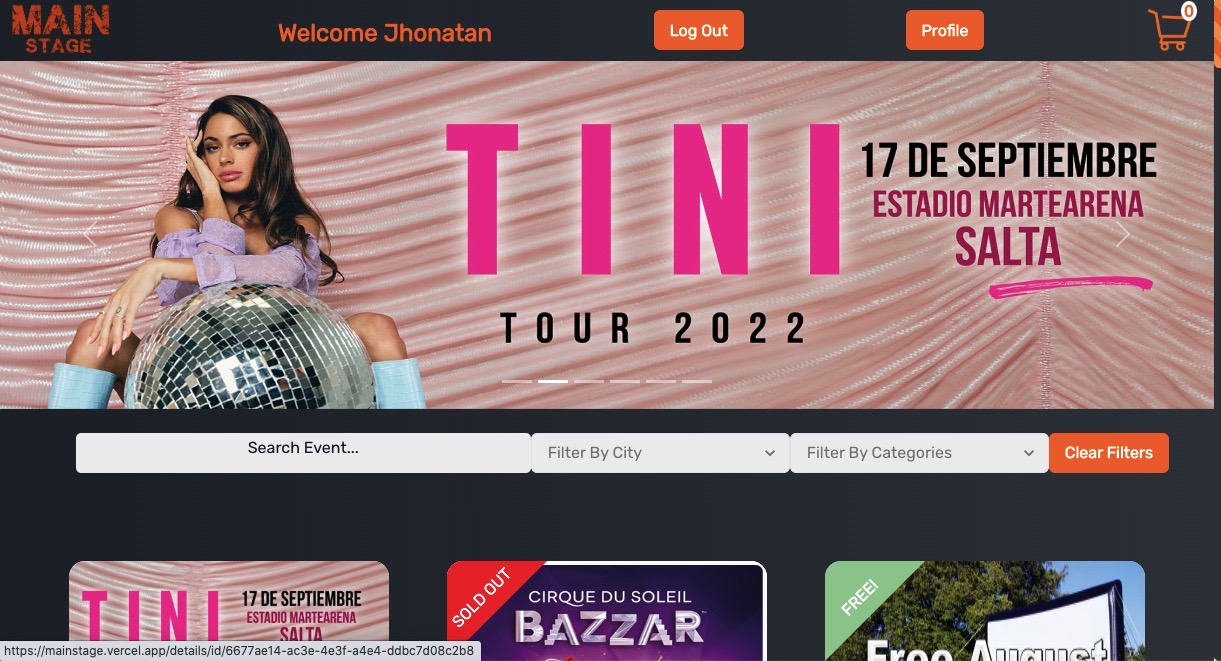 MAIN
STAGE
Welcome Jhonatan
Log Out
Profile
0
TINI
TOUR 2022
17 DE SEPTIEMBRE
ESTADIO MARTEARENA
SALTA
Search Event...
Filter By City
Filter By Categories
Clear Filters
TINI
17 DE SEPTIEMBRE
ESTADIO MARTEARENA
SALTA
SOLD OUT
CIRQUE DU SOLEIL
BAZZAR™
FREE!
Free August
https://mainstage.vercel.app/details/id/6677ae14-ac3e-4e3f-a4e4-ddbc7d08c2b8